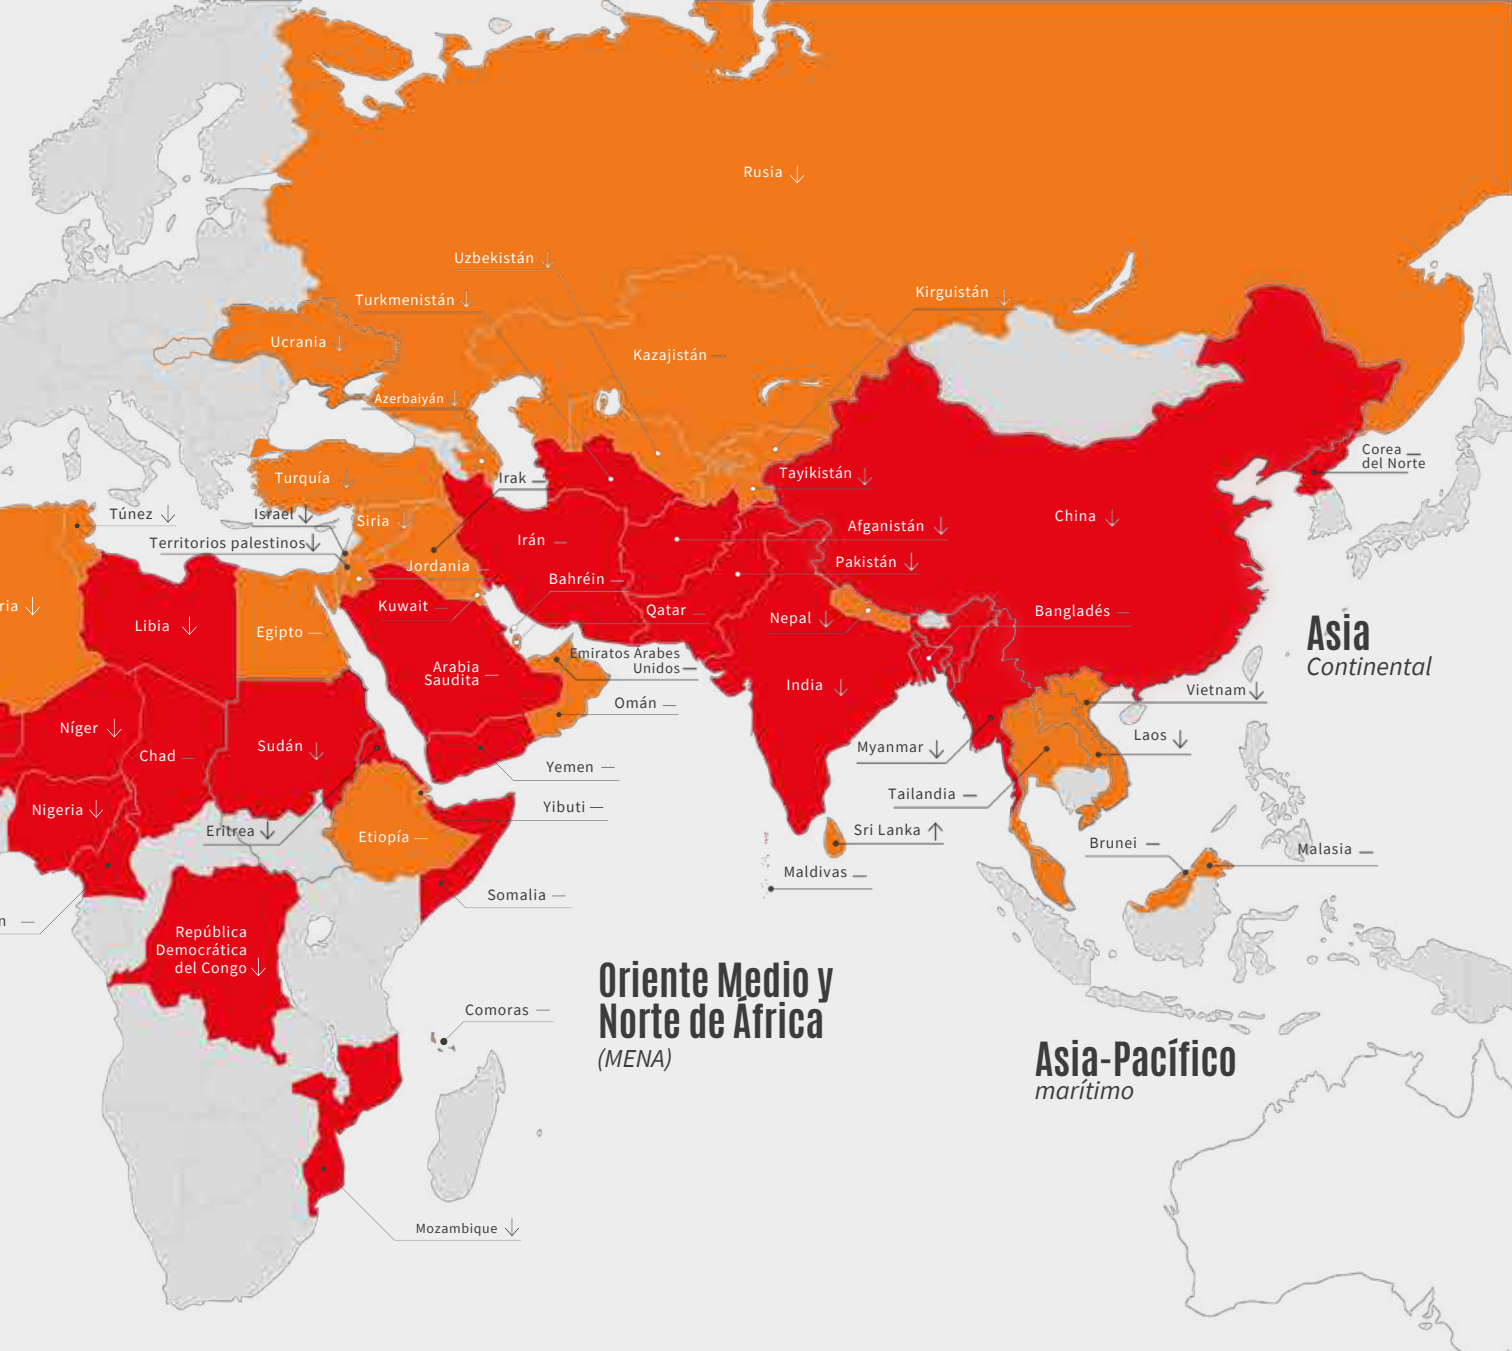 Rusia ↓
Uzbekistán ↓
Kirguistán ↓
Turkmenistán ↓
Ucrania ↓
Kazajistán —
Azerbaiyán ↓
Corea —
del Norte
Tayikistán ↓
Turquía ↓
Irak —
Túnez ↓
Israel ↓
Siria ↓
China ↓
Afganistán ↓
Territorios palestinos ↓
Irán —
Pakistán ↓
Jordania —
Bahréin —
ria ↓
Kuwait —
Qatar —
Nepal ↓
Bangladés —
Libia ↓
Egipto —
Asia
Continental
Emiratos Árabes
Unidos —
Arabia
Saudita —
India ↓
Vietnam ↓
Omán —
Níger ↓
Laos ↓
Sudán ↓
Chad —
Myanmar ↓
Yemen —
Tailandia —
Nigeria ↓
Yibuti —
Eritrea ↓
Etiopía —
Sri Lanka ↑
Brunei —
Malasia —
Maldivas —
Somalia —
n —
República
Democrática
del Congo ↓
Oriente Medio y
Norte de África
(MENA)
Comoras —
Asia-Pacífico
marítimo
Mozambique ↓